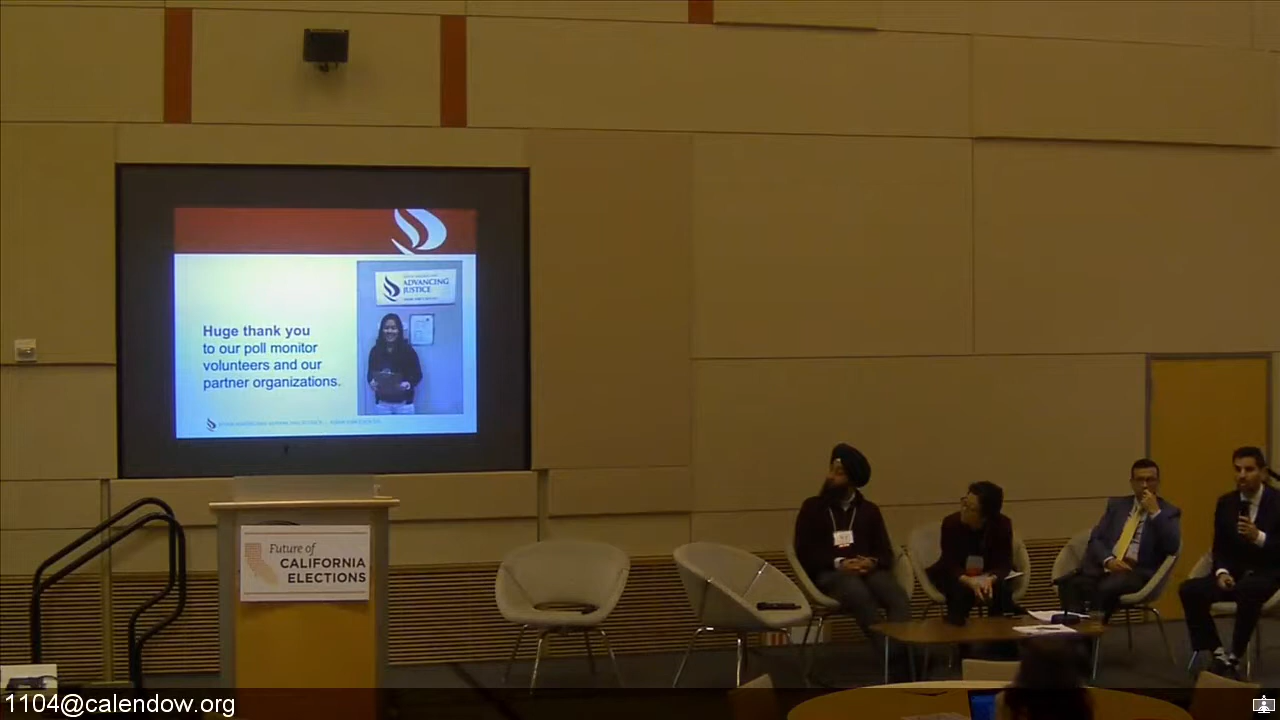 ADVANCING
JUSTICE
Huge thank you
to our poll monitor
volunteers and our
partner organizations.
Future of
CALIFORNIA
ELECTIONS
1104@calendow.org